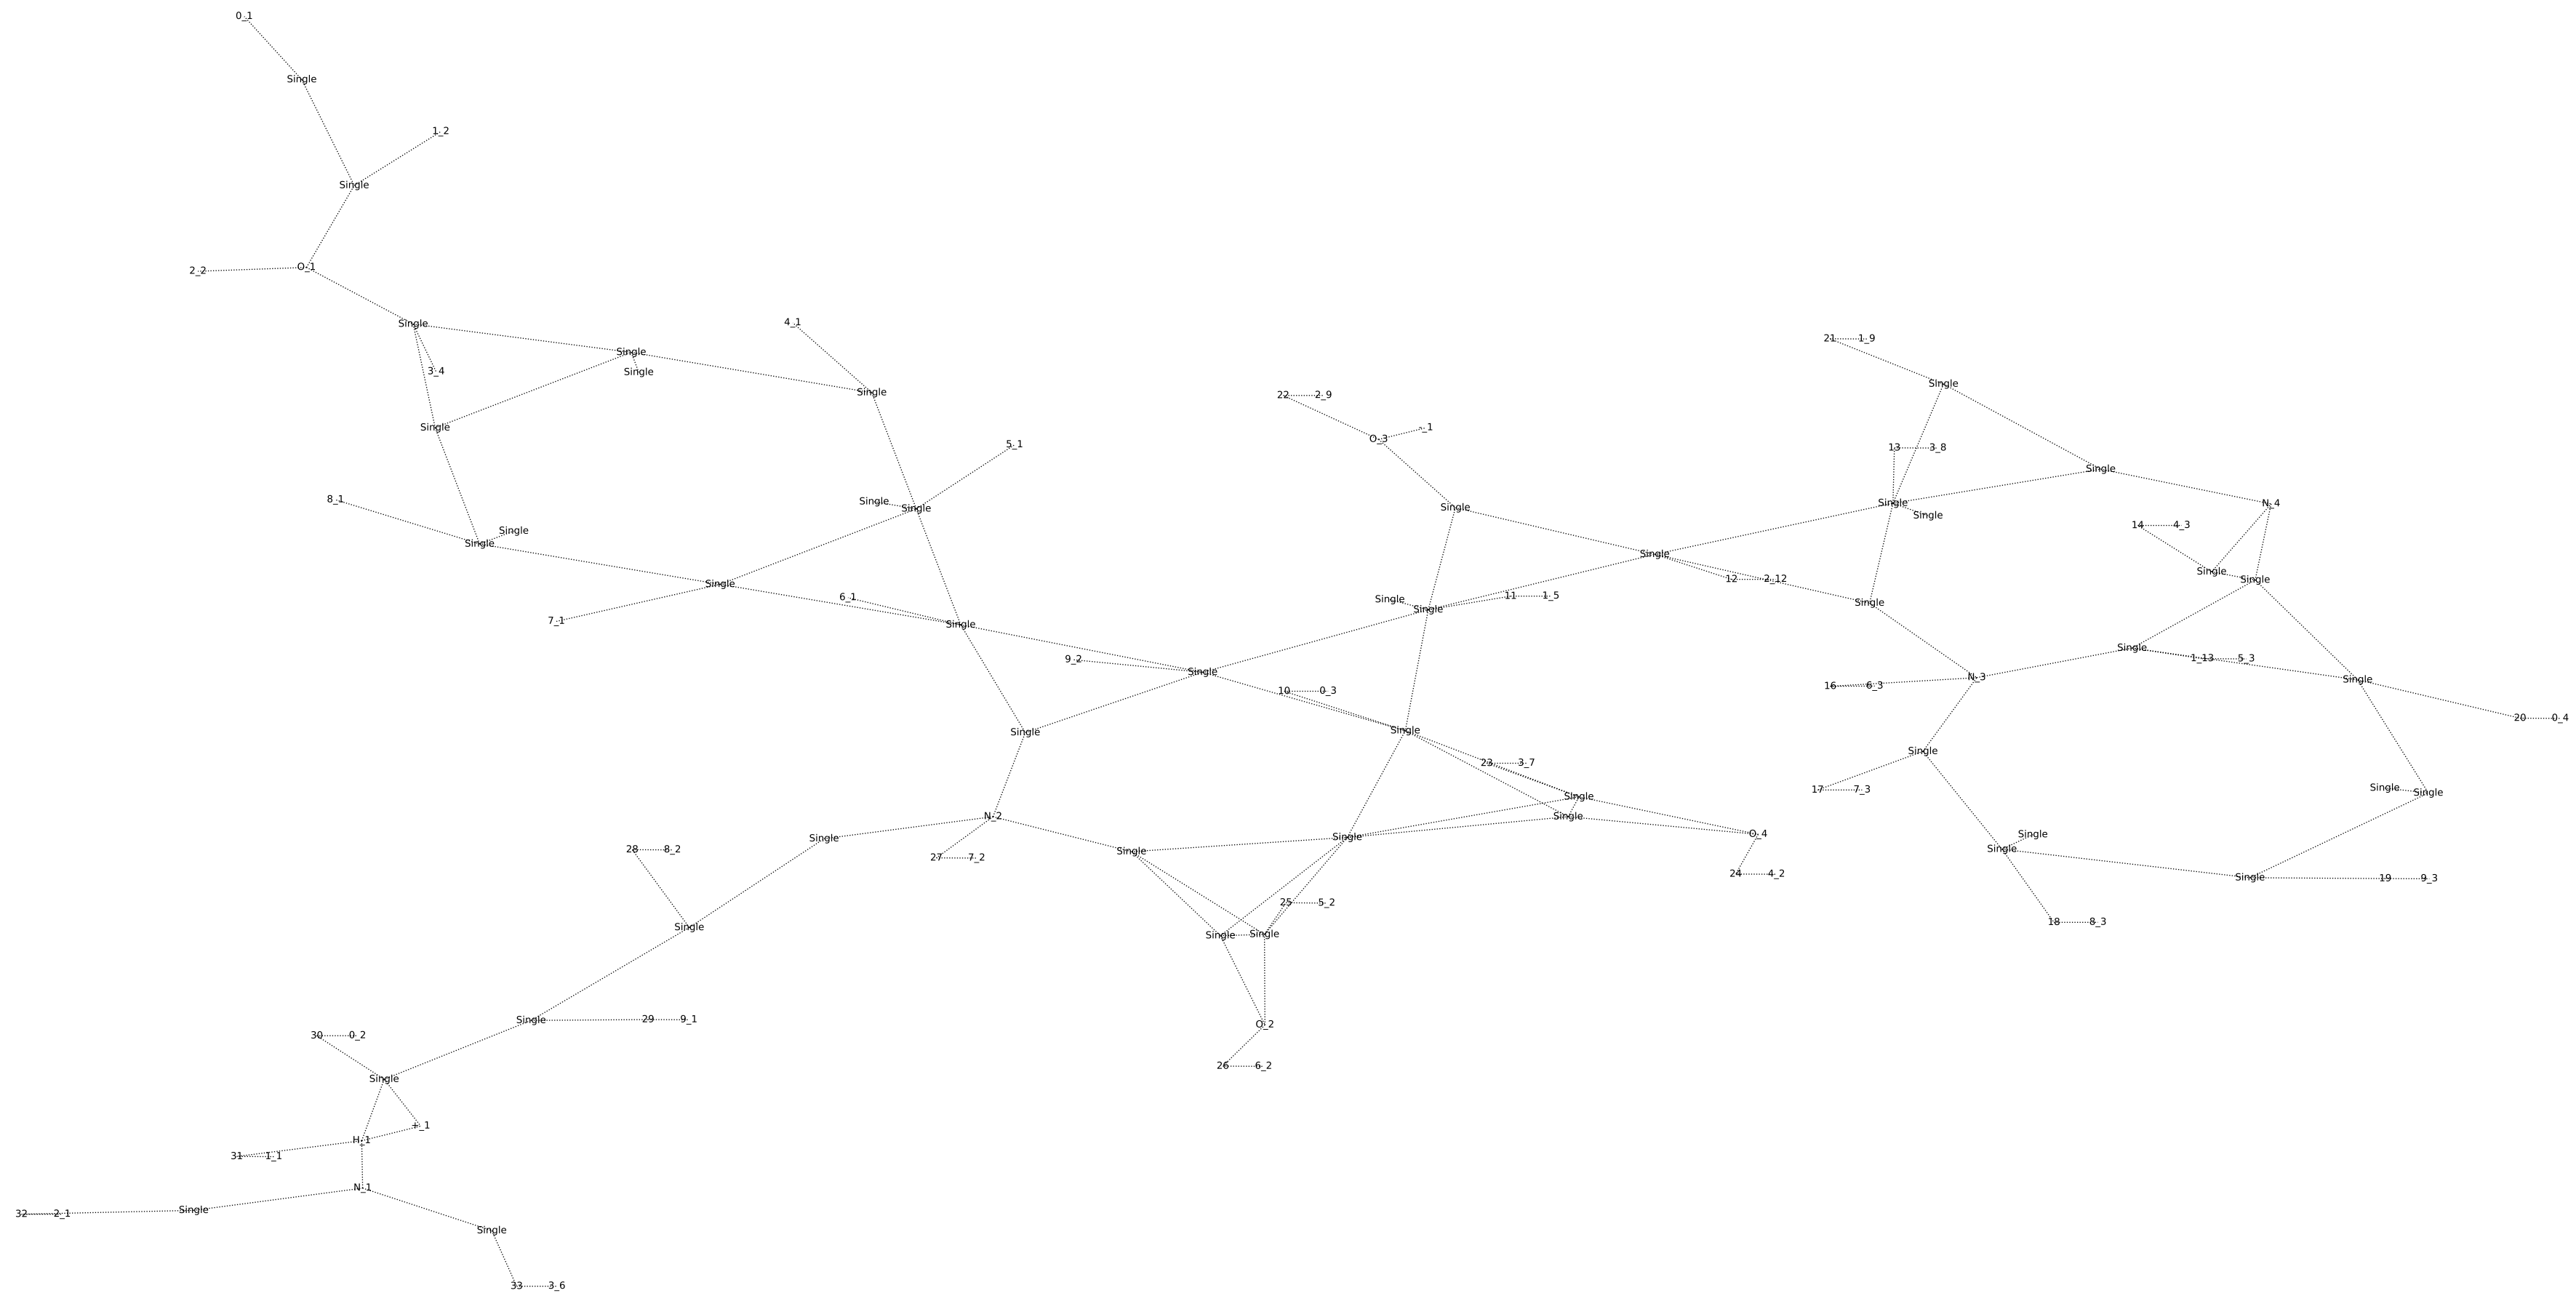 0_1
Single
1_2
Single
O_1
2_2
Single
4_1
21 1_9
Single
3_4
Single
Single
Single
22 2_9
Single
-_1
O_3
5_1
13 3_8
Single
8_1
Single
Single
Single
Single
N_4
Single
14 4_3
Single
Single
Single
Single
Single
12 2_12
Single
6_1
Single
11 1_5
Single
Single
7_1
Single
Single
1_13 5_3
9_2
Single
N_3
Single
16 6_3
10 0_3
20 0_4
Single
Single
Single
23 3_7
17 7_3
Single
Single
Single
N_2
Single
Single
Single
O_4
Single
28 8_2
Single
Single
27 7_2
24 4_2
Single
19 9_3
25 5_2
18 8_3
Single
Single
Single
Single
29 9_1
O_2
30 0_2
26 6_2
Single
+_1
H_1
31 1_1
N_1
Single
32 2_1
Single
33 3_6